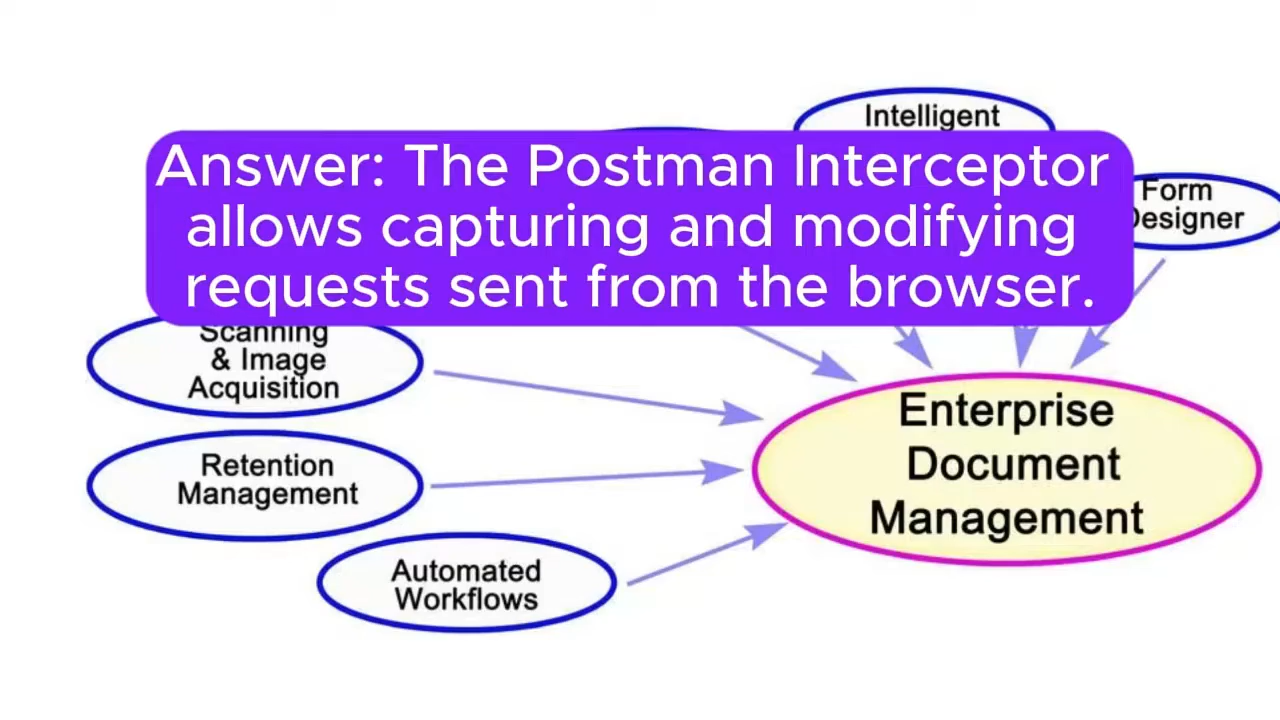 Intelligent
Answer: The Postman Interceptor
allows capturing and modifying
requests sent from the browser.
Form
Designer
Scanning
& Image
Acquisition
Enterprise
Document
Management
Retention
Management
Automated
Workflows